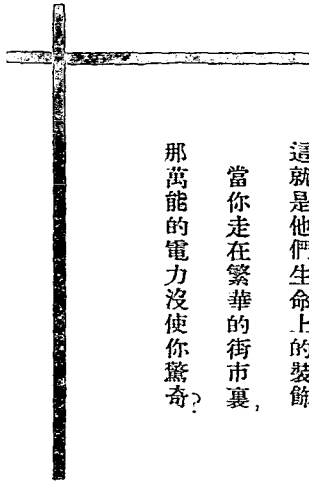 這就是他們生命上的裝飾
當你走在繁華的街市裏，
那萬能的電力沒使你驚奇？